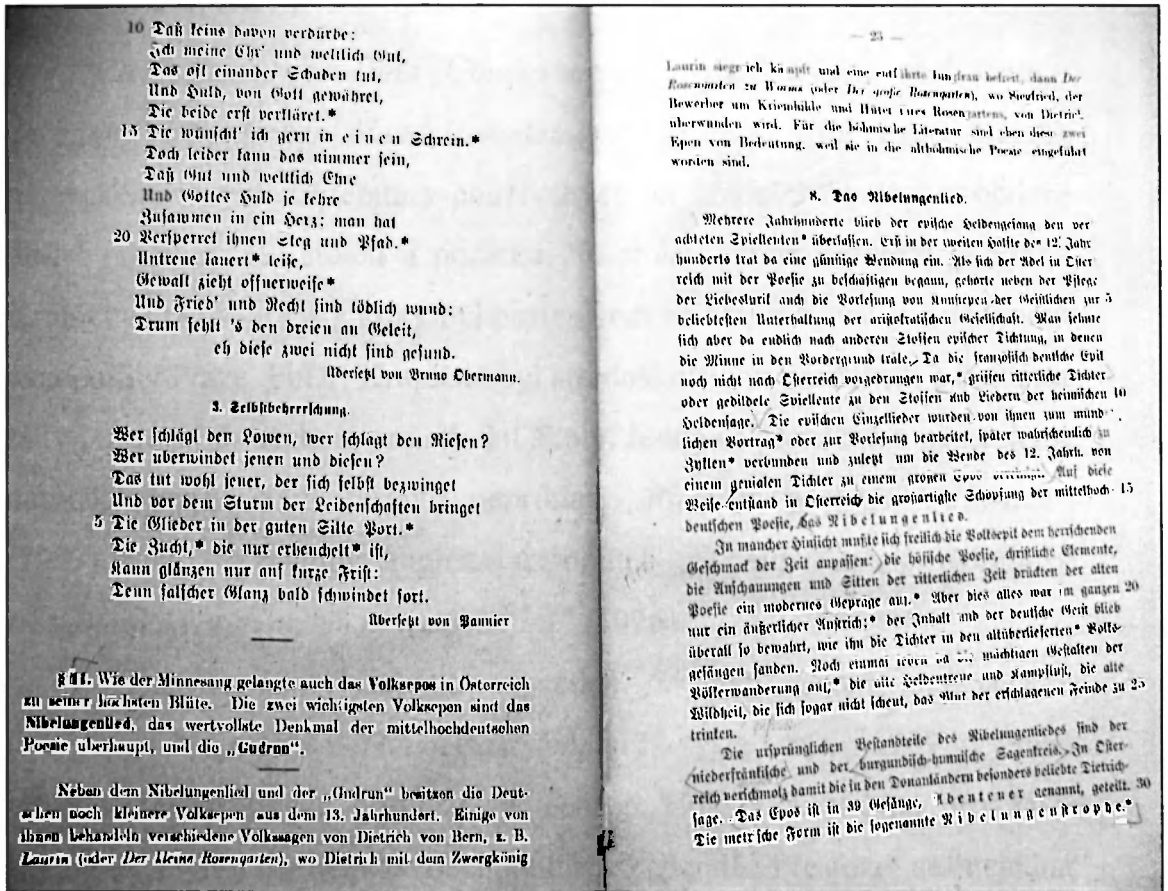 10 Daß keins davon verdürbe:
Ich meine Ehr' und weltlich Gut,
Das oft einander Schaden tut,
Und Huld, von Gott gewähret,
Die beide erst verkläret.*
15 Die wünscht' ich gern in einen Schrein.*
Doch leider kann das nimmer sein,
Daß Gut und weltlich Ehre
Und Gottes Huld je kehre
Zusammen in ein Herz: man hat
20 Versperret ihnen Steg und Pfad.*
Untreue lauert* leise,
Gewalt zieht offnerweise*
Und Fried' und Recht sind tödlich wund:
Drum fehlt 's den dreien an Geleit,
eh diese zwei nicht sind gesund.
Übersetzt von Bruno Obermann.
3. Selbstbeherrschung.
Wer schlägt den Löwen, wer schlägt den Riesen?
Wer überwindet jenen und diesen?
Das tut wohl jener, der sich selbst bezwinget
Und vor dem Sturm der Leidenschaften bringet
5 Die Glieder in der guten Sitte Port.*
Die Zucht,* die nur erheuchelt* ist,
Kann glänzen nur auf kurze Frist:
Denn falscher Glanz bald schwindet fort.
Übersetzt von Pannier
§ 11. Wie der Minnesang gelangte auch das Volksepos in Österreich
zu seiner höchsten Blüte. Die zwei wichtigsten Volksepen sind das
Nibelungenlied, das wertvollste Denkmal der mittelhochdeutschen
Poesie überhaupt, und die „Gudrun“.
Neben dem Nibelungenlied und der „Gudrun“ besitzen die Deut-
schen noch kleinere Volksepen aus dem 13. Jahrhundert. Einige von
ihnen behandeln verschiedene Volkssagen von Dietrich von Bern, z. B.
Laurin (oder Der kleine Rosengarten), wo Dietrich mit dem Zwergkönig
— 23 —
Laurin siegreich kämpft und eine entführte Jungfrau befreit, dann Der
Rosengarten zu Worms (oder Der große Rosengarten), wo Siegfried, der
Bewerber um Kriemhilde und Hüter eines Rosengartens, von Dietrich
überwunden wird. Für die böhmische Literatur sind eben diese zwei
Epen von Bedeutung, weil sie in die altböhmische Poesie eingeführt
worden sind.
8. Das Nibelungenlied.
Mehrere Jahrhunderte blieb der epische Heldengesang den ver-
achteten Spielleuten* überlassen. Erst in der zweiten Hälfte des 12. Jahr-
hunderts trat da eine günstige Wendung ein. Als sich der Adel in Öster-
reich mit der Poesie zu beschäftigen begann, gehörte neben der Pflege
der Liebeslyrik auch die Vorlesung von Kunstepen der Geistlichen zur 5
beliebtesten Unterhaltung der aristokratischen Gesellschaft. Man sehnte
sich aber da endlich nach anderen Stoffen epischer Dichtung, in denen
die Minne in den Vordergrund träte. Da die französisch-deutsche Epik
noch nicht nach Österreich vorgedrungen war,* griffen ritterliche Dichter
oder gebildete Spielleute zu den Stoffen und Liedern der heimischen 10
Heldensage. Die epischen Einzellieder wurden von ihnen zum münd-
lichen Vortrag* oder zur Vorlesung bearbeitet, später wahrscheinlich zu
Zyklen* verbunden und zuletzt um die Wende des 12. Jahrh. von
einem genialen Dichter zu einem großen Epos vereinigt. Auf diese
Weise entstand in Österreich die großartigste Schöpfung der mittelhoch- 15
deutschen Poesie, das Nibelungenlied.
In mancher Hinsicht mußte sich freilich die Volksepik dem herrschenden
Geschmack der Zeit anpassen: die höfische Poesie, christliche Elemente,
die Anschauungen und Sitten der ritterlichen Zeit drückten der alten
Poesie ein modernes Gepräge auf.* Aber dies alles war im ganzen 20
nur ein äußerlicher Anstrich;* der Inhalt und der deutsche Geist blieb
überall so bewahrt, wie ihn die Dichter in den altüberlieferten* Volks-
gesängen fanden. Noch einmal leben da die mächtigen Gestalten der
Völkerwanderung auf,* die alte Heldentreue und Kampflust, die alte
Wildheit, die sich sogar nicht scheut, das Blut der erschlagenen Feinde zu 25
trinken.
Die ursprünglichen Bestandteile des Nibelungenliedes sind der
niederfränkische und der burgundisch-hunnische Sagenkreis. In Öster-
reich verschmolz damit die in den Donauländern besonders beliebte Dietrich-
sage. Das Epos ist in 39 Gesänge, Abenteuer genannt, geteilt. 30
Die metrische Form ist die sogenannte Nibelungenstrophe.*